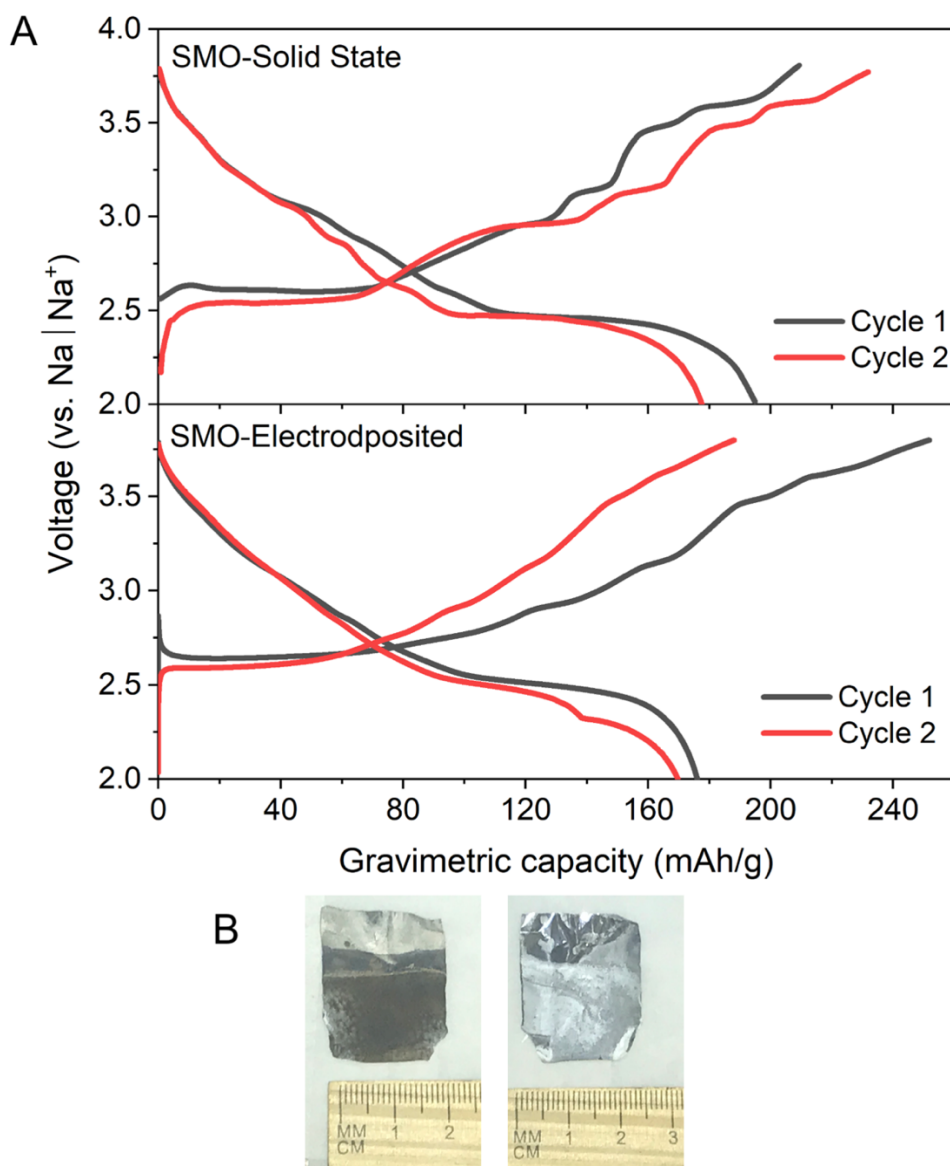 A
4.0
SMO-Solid State
3.5
3.0
2.5
Cycle 1
Cycle 2
2.0
SMO-Electrodposited
3.5
3.0
2.5
Cycle 1
Cycle 2
2.0
0 40 80 120 160 200 240
Voltage (vs. Na | Na⁺)
Gravimetric capacity (mAh/g)
B
MM 1 2
CM
MM 1 2 3
CM